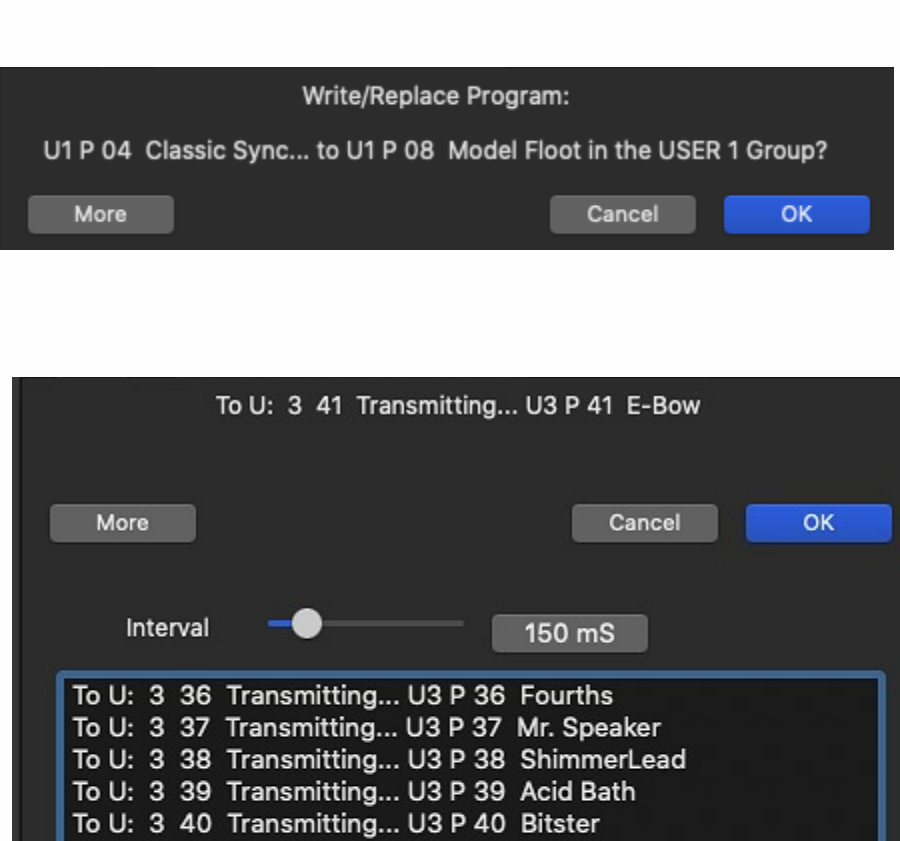 Write/Replace Program:
U1 P 04 Classic Sync... to U1 P 08 Model Floot in the USER 1 Group?
More Cancel OK
To U: 3 41 Transmitting... U3 P 41 E-Bow
More Cancel OK
Interval 150 mS
To U: 3 36 Transmitting... U3 P 36 Fourths
To U: 3 37 Transmitting... U3 P 37 Mr. Speaker
To U: 3 38 Transmitting... U3 P 38 ShimmerLead
To U: 3 39 Transmitting... U3 P 39 Acid Bath
To U: 3 40 Transmitting... U3 P 40 Bitster